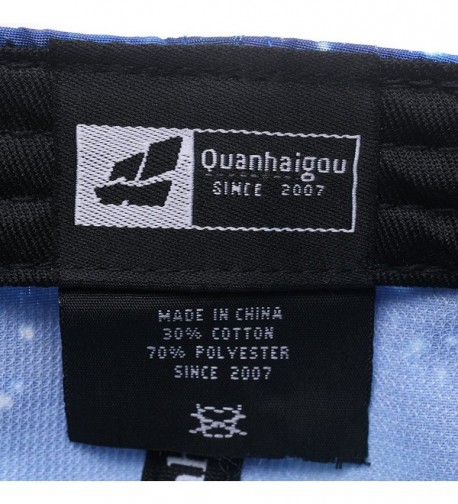 Quanhaigou
SINCE 2007
MADE IN CHINA
30% COTTON
70% POLYESTER
SINCE 2007